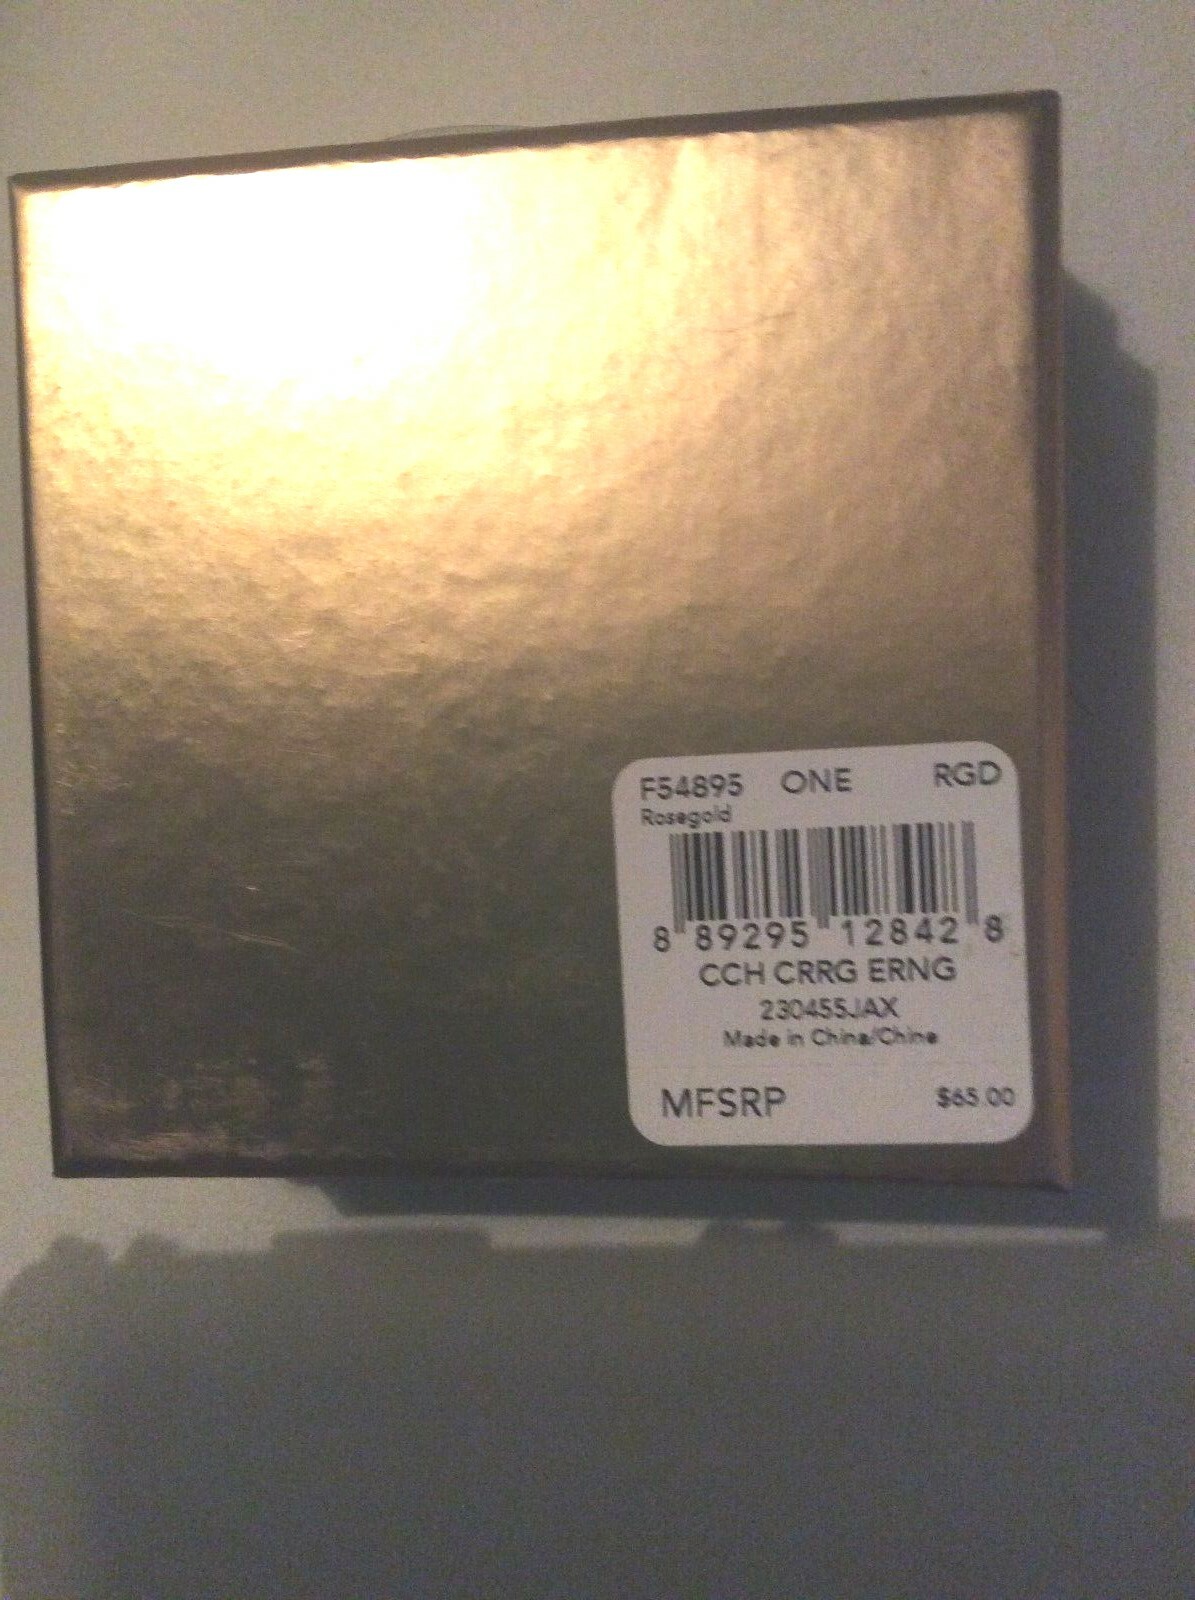 F54895 ONE RGD
Rosegold
8 89295 12842 8
CCH CRRG ERNG
230455JAX
Made in China/Chine
MFSRP $65.00